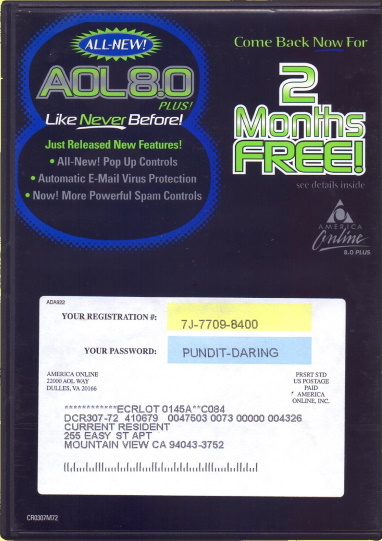 ALL-NEW!
AOL8.0
PLUS!
Like Never Before!
Just Released New Features!
• All-New! Pop Up Controls
• Automatic E-Mail Virus Protection
• Now! More Powerful Spam Controls
Come Back Now For
2
Months
FREE!
see details inside
AMERICA
Online
8.0 PLUS
ADA933
YOUR REGISTRATION #: 7J-7709-8400
YOUR PASSWORD: PUNDIT-DARING
AMERICA ONLINE
22000 AOL WAY
DULLES, VA 20166
PRSRT STD
US POSTAGE
PAID
AMERICA
ONLINE, INC.
************ECRLOT 0145A**C084
DCR307-72 410679 0047503 0073 00000 004326
CURRENT RESIDENT
255 EASY ST APT
MOUNTAIN VIEW CA 94043-3752
CR0307M72